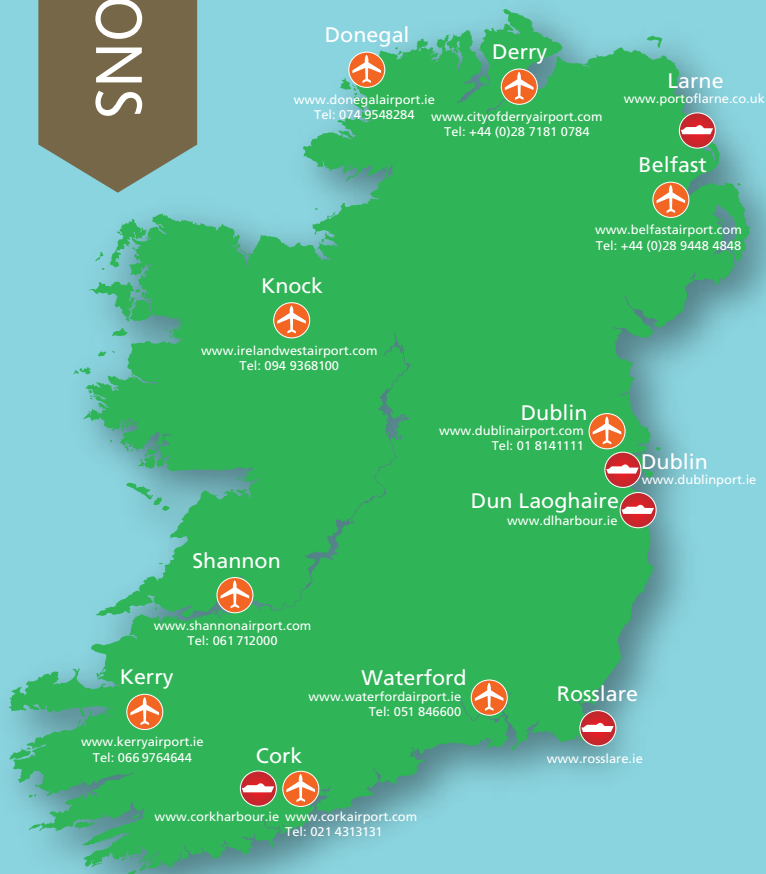 ONS
Donegal
www.donegalairport.ie
Tel: 074 9548284
Derry
www.cityofderryairport.com
Tel: +44 (0)28 7181 0784
Larne
www.portoflarne.co.uk
Belfast
www.belfastairport.com
Tel: +44 (0)28 9448 4848
Knock
www.irelandwestairport.com
Tel: 094 9368100
Dublin
www.dublinairport.com
Tel: 01 8141111
Dublin
www.dublinport.ie
Dun Laoghaire
www.dlharbour.ie
Shannon
www.shannonairport.com
Tel: 061 712000
Kerry
www.kerryairport.ie
Tel: 066 9764644
Waterford
www.waterfordairport.ie
Tel: 051 846600
Rosslare
www.rosslare.ie
Cork
www.corkharbour.ie www.corkairport.com
Tel: 021 4313131